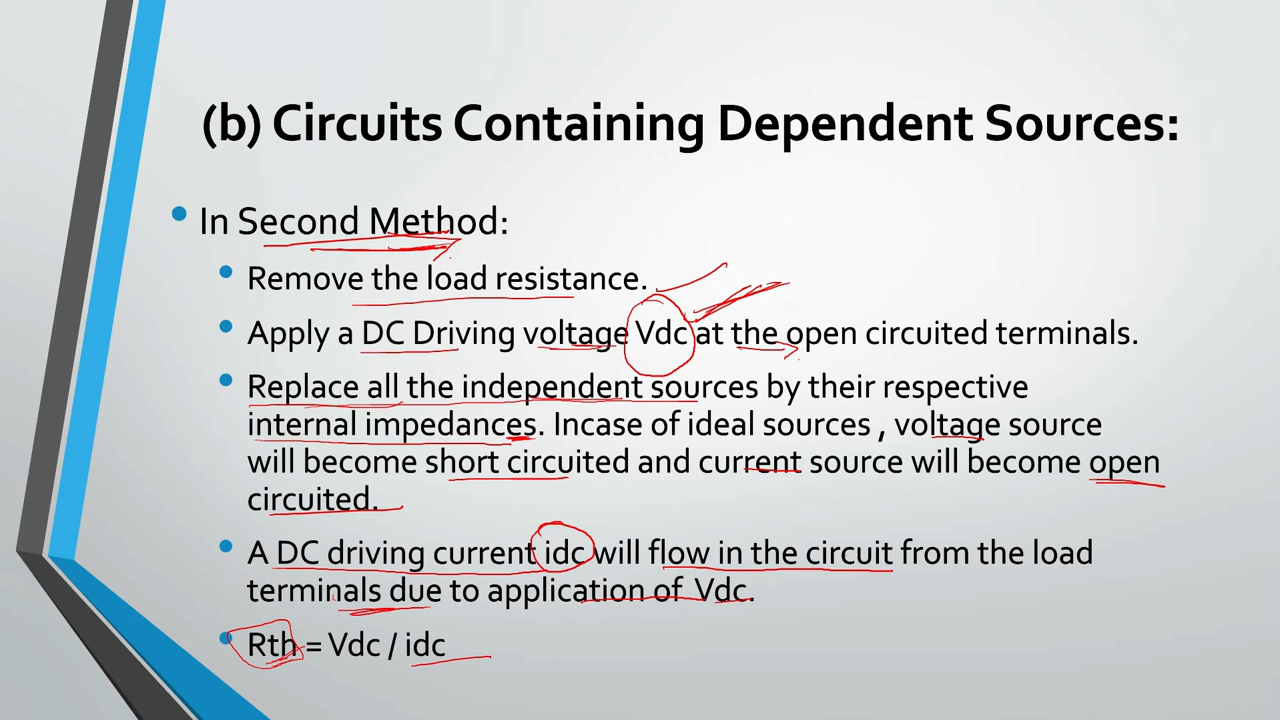 (b) Circuits Containing Dependent Sources:
• In Second Method:
• Remove the load resistance.
• Apply a DC Driving voltage Vdc at the open circuited terminals.
• Replace all the independent sources by their respective
internal impedances. Incase of ideal sources , voltage source
will become short circuited and current source will become open
circuited.
• A DC driving current idc will flow in the circuit from the load
terminals due to application of Vdc.
• Rth = Vdc / idc